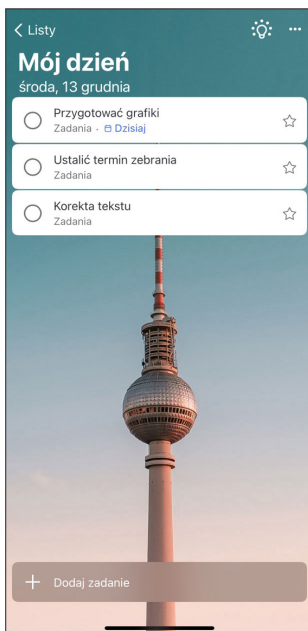 Listy
Mój dzień
środa, 13 grudnia
Przygotować grafiki
Zadania · Dzisiaj
Ustalić termin zebrania
Zadania
Korekta tekstu
Zadania
Dodaj zadanie